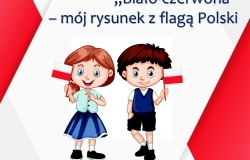 „Biało-czerwona”
– mój rysunek z flagą Polski